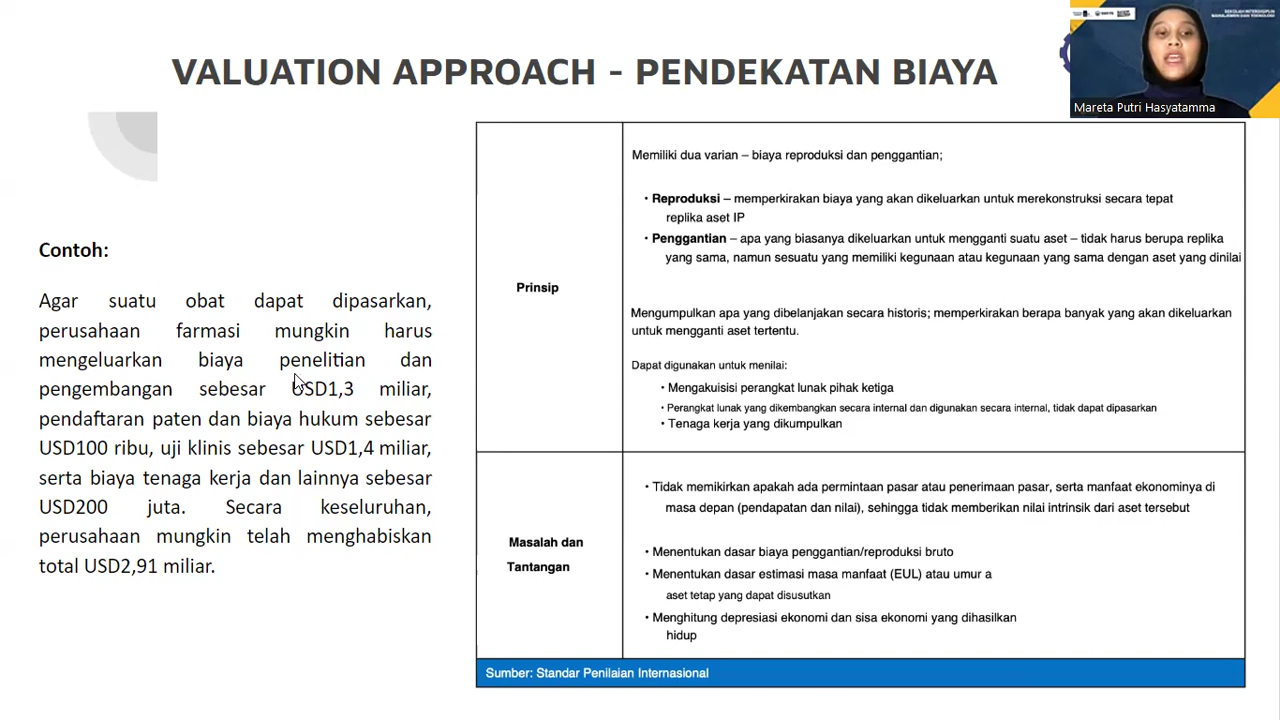 VALUATION APPROACH - PENDEKATAN BIAYA
Mareta Putri Hasyatamma
Contoh:
Agar suatu obat dapat dipasarkan,
perusahaan farmasi mungkin harus
mengeluarkan biaya penelitian dan
pengembangan sebesar USD1,3 miliar,
pendaftaran paten dan biaya hukum sebesar
USD100 ribu, uji klinis sebesar USD1,4 miliar,
serta biaya tenaga kerja dan lainnya sebesar
USD200 juta. Secara keseluruhan,
perusahaan mungkin telah menghabiskan
total USD2,91 miliar.
Prinsip
Memiliki dua varian – biaya reproduksi dan penggantian;
• Reproduksi – memperkirakan biaya yang akan dikeluarkan untuk merekonstruksi secara tepat
replika aset IP
• Penggantian – apa yang biasanya dikeluarkan untuk mengganti suatu aset – tidak harus berupa replika
yang sama, namun sesuatu yang memiliki kegunaan atau kegunaan yang sama dengan aset yang dinilai
Mengumpulkan apa yang dibelanjakan secara historis; memperkirakan berapa banyak yang akan dikeluarkan
untuk mengganti aset tertentu.
Dapat digunakan untuk menilai:
• Mengakuisisi perangkat lunak pihak ketiga
• Perangkat lunak yang dikembangkan secara internal dan digunakan secara internal, tidak dapat dipasarkan
• Tenaga kerja yang dikumpulkan
Masalah dan
Tantangan
• Tidak memikirkan apakah ada permintaan pasar atau penerimaan pasar, serta manfaat ekonominya di
masa depan (pendapatan dan nilai), sehingga tidak memberikan nilai intrinsik dari aset tersebut
• Menentukan dasar biaya penggantian/reproduksi bruto
• Menentukan dasar estimasi masa manfaat (EUL) atau umur a
aset tetap yang dapat disusutkan
• Menghitung depresiasi ekonomi dan sisa ekonomi yang dihasilkan
hidup
Sumber: Standar Penilaian Internasional